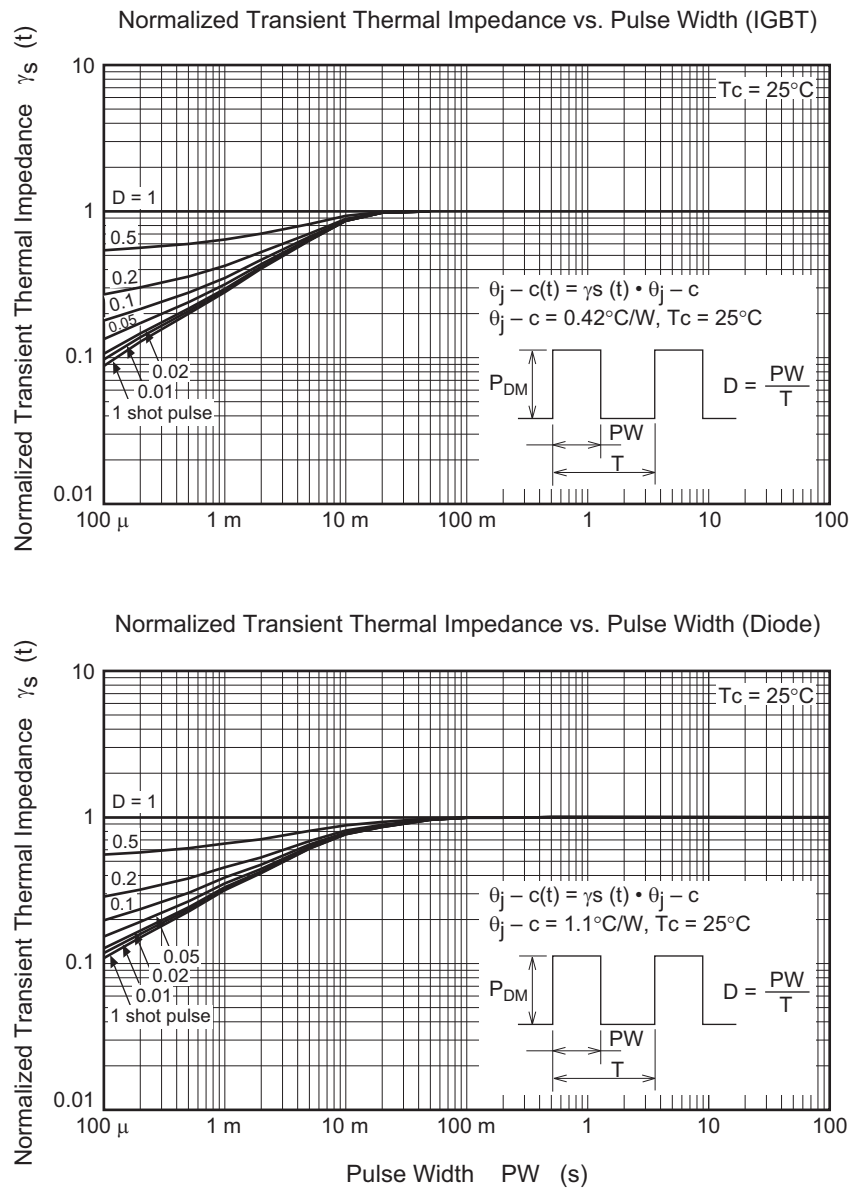 Normalized Transient Thermal Impedance vs. Pulse Width (IGBT)
Normalized Transient Thermal Impedance γs (t)
10
1
0.1
0.01
Tc = 25°C
D = 1
0.5
0.2
0.1
0.05
0.02
0.01
1 shot pulse
θj – c(t) = γs (t) • θj – c
θj – c = 0.42°C/W, Tc = 25°C
PDM
PW
T
D = PW
T
100 μ
1 m
10 m
100 m
1
10
100
Normalized Transient Thermal Impedance vs. Pulse Width (Diode)
Normalized Transient Thermal Impedance γs (t)
10
1
0.1
0.01
Tc = 25°C
D = 1
0.5
0.2
0.1
0.05
0.02
0.01
1 shot pulse
θj – c(t) = γs (t) • θj – c
θj – c = 1.1°C/W, Tc = 25°C
PDM
PW
T
D = PW
T
100 μ
1 m
10 m
100 m
1
10
100
Pulse Width PW (s)